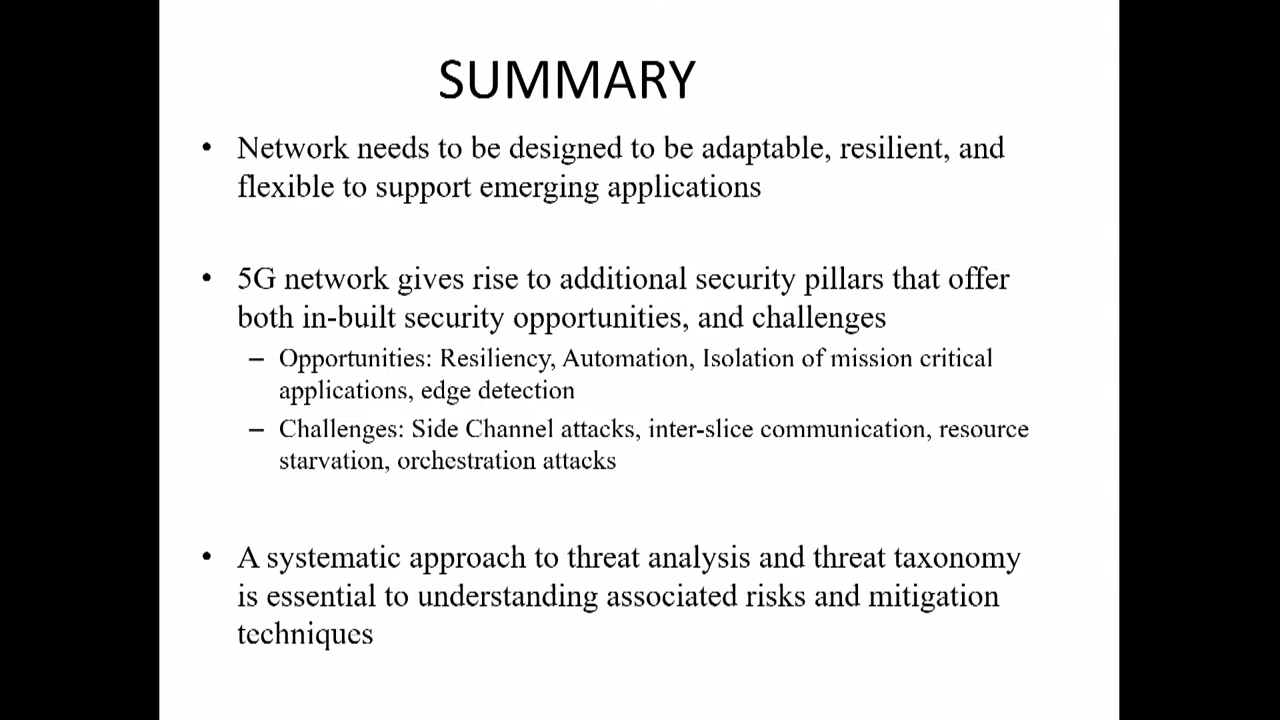 SUMMARY
• Network needs to be designed to be adaptable, resilient, and
flexible to support emerging applications
• 5G network gives rise to additional security pillars that offer
both in-built security opportunities, and challenges
– Opportunities: Resiliency, Automation, Isolation of mission critical
applications, edge detection
– Challenges: Side Channel attacks, inter-slice communication, resource
starvation, orchestration attacks
• A systematic approach to threat analysis and threat taxonomy
is essential to understanding associated risks and mitigation
techniques